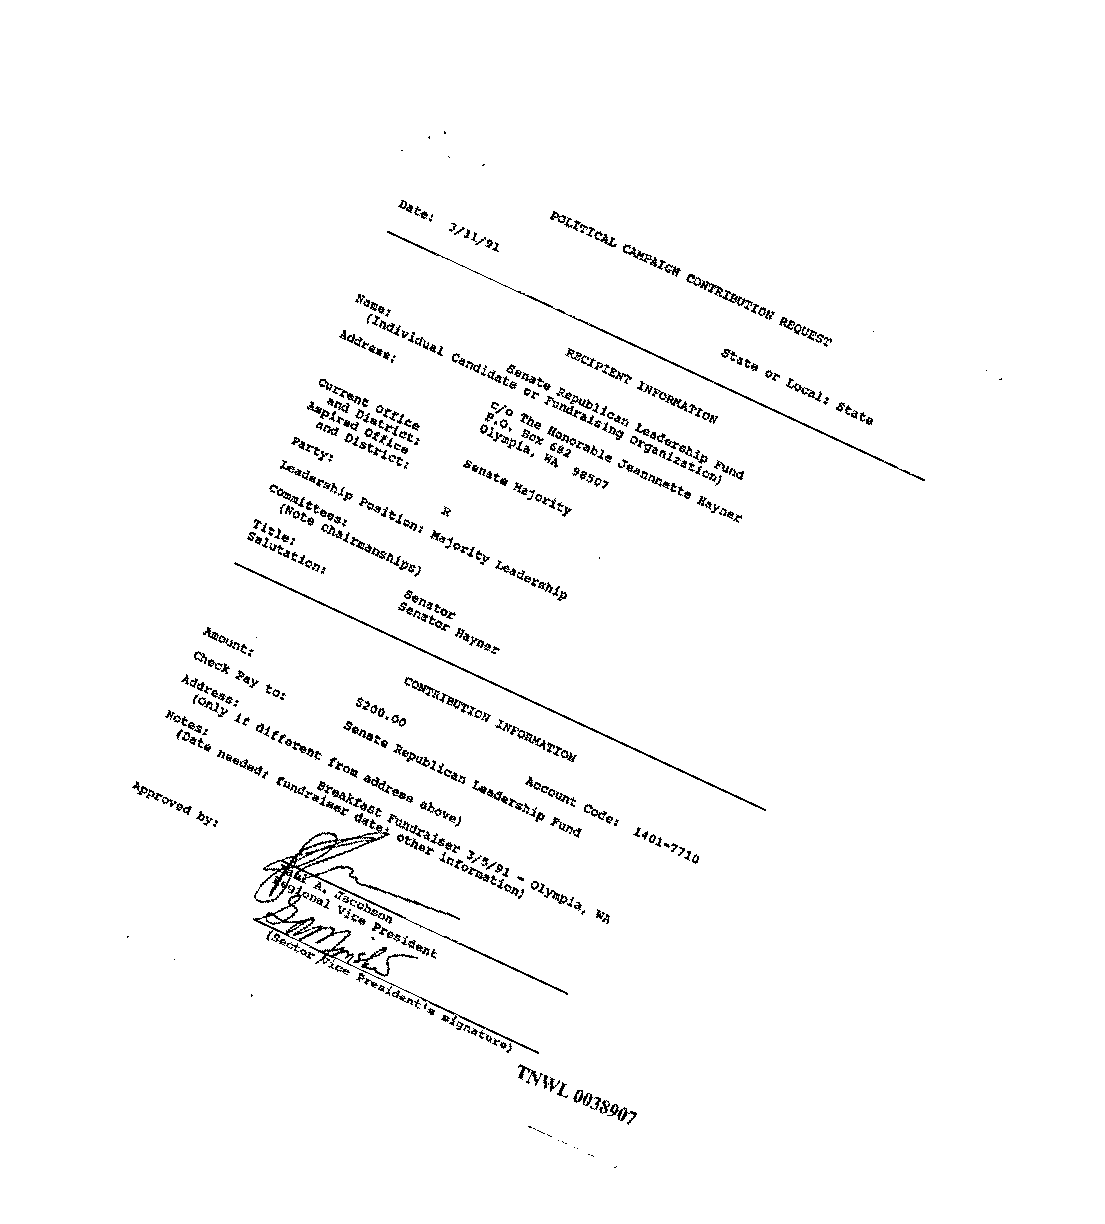 POLITICAL CAMPAIGN CONTRIBUTION REQUEST
Date: 3/11/91 State or Local: State
RECIPIENT INFORMATION
Name: Senate Republican Leadership Fund
(Individual Candidate or Fundraising Organization)
Address: c/o The Honorable Jeannnette Hayner
P.O. Box 682
Olympia, WA 98507
Current Office
and District: Senate Majority
Aspired Office
and District:
Party: R
Leadership Position: Majority Leadership
Committees:
(Note chairmanships)
Title: Senator
Salutation: Senator Hayner
CONTRIBUTION INFORMATION
Amount: $200.00 Account Code: 1401-7710
Check Pay to: Senate Republican Leadership Fund
Address:
(only if different from address above)
Notes: Breakfast Fundraiser 3/5/91 - Olympia, WA
(Date needed; fundraiser date; other information)
Approved by:
A. Jacobson
Regional Vice President
(Sector Vice President's signature)
TNWL 0038907